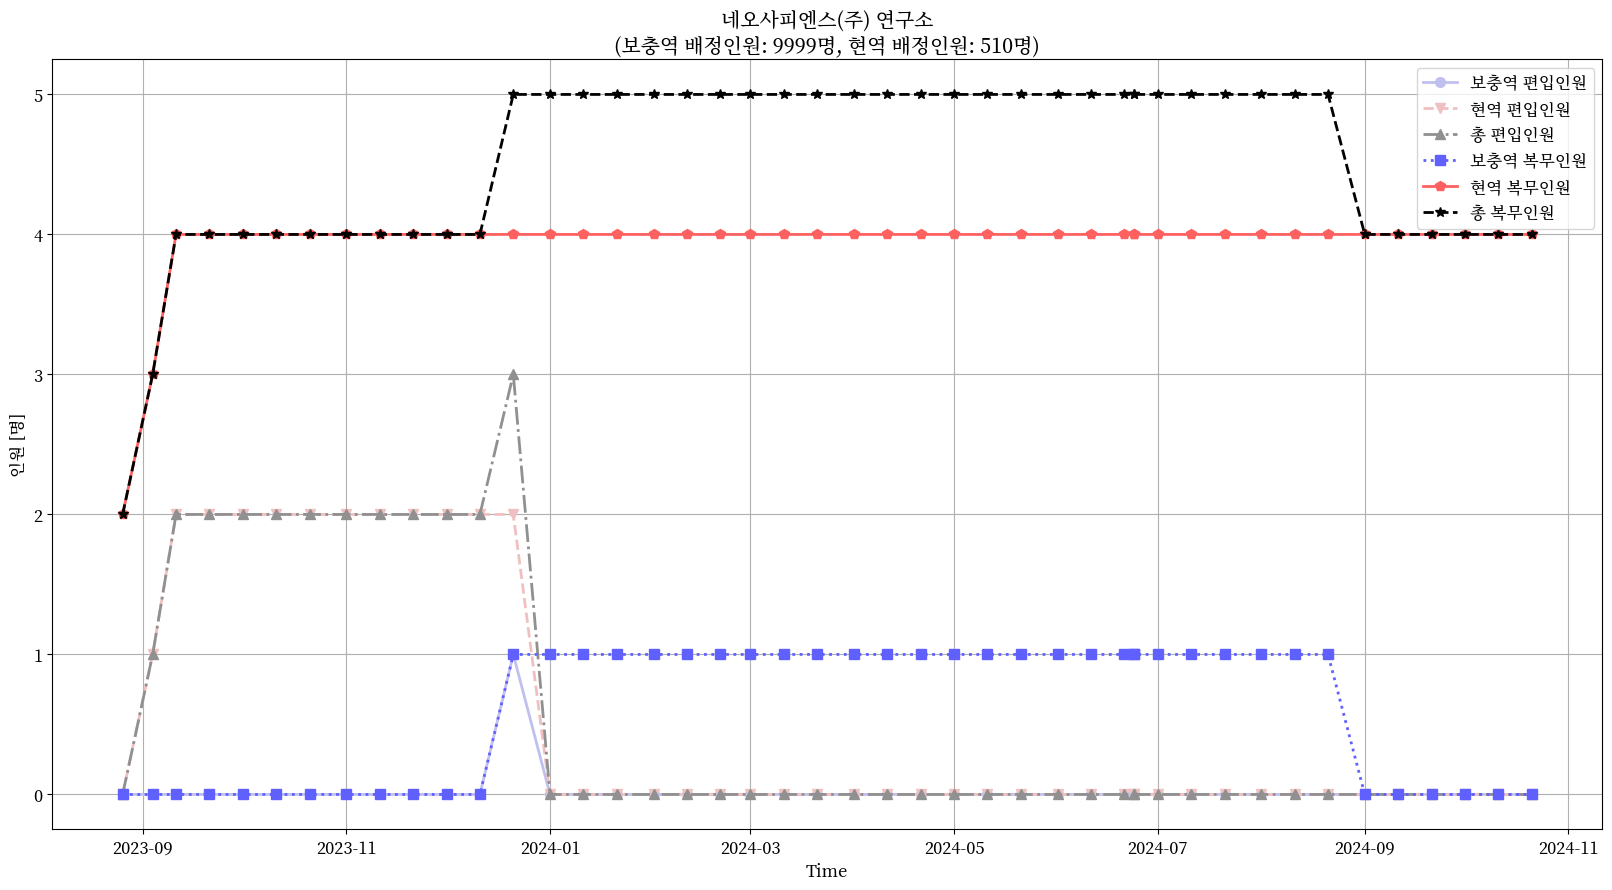 네오사피엔스(주) 연구소
(보충역 배정인원: 9999명, 현역 배정인원: 510명)
보충역 편입인원
현역 편입인원
총 편입인원
보충역 복무인원
현역 복무인원
총 복무인원
인원 [명]
5
4
3
2
1
0
2023-09
2023-11
2024-01
2024-03
2024-05
2024-07
2024-09
2024-11
Time